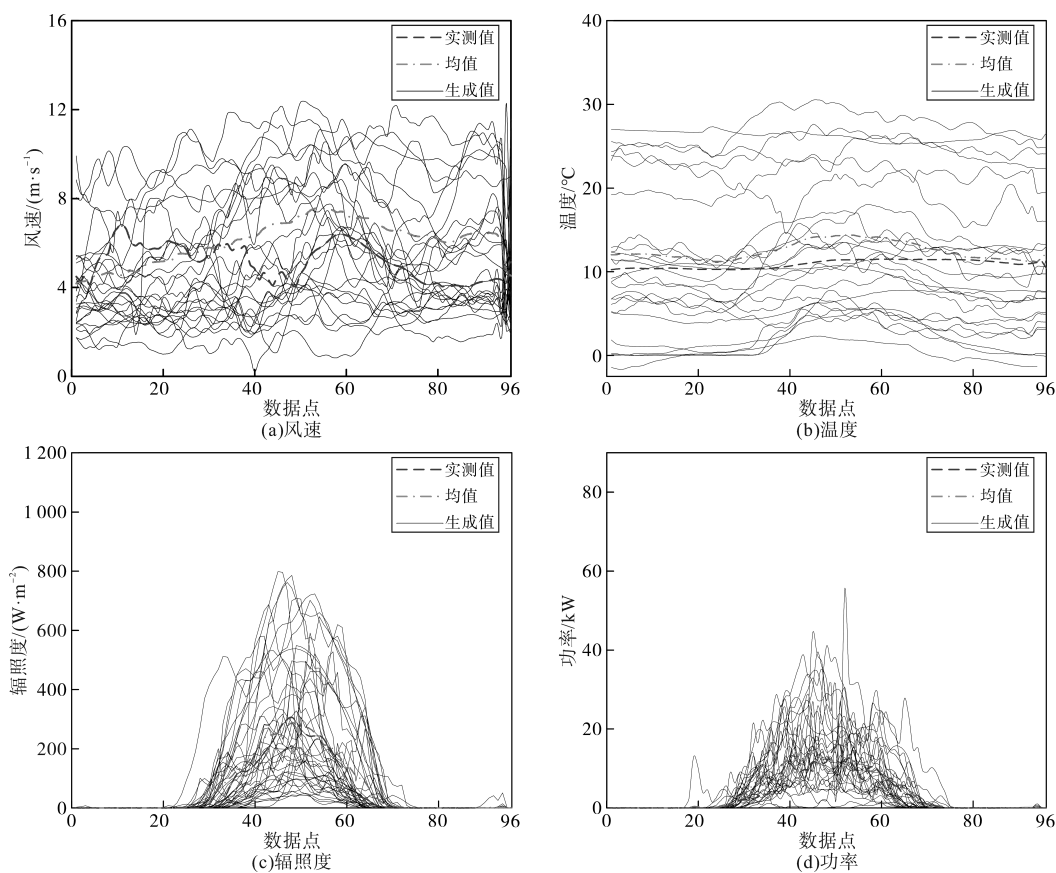 16
12
8
4
0
风速/(m·s⁻¹)
实测值
均值
生成值
0 20 40 60 80 96
数据点
(a)风速
40
30
20
10
0
温度/℃
实测值
均值
生成值
0 20 40 60 80 96
数据点
(b)温度
1 200
1 000
800
600
400
200
0
辐照度/(W·m⁻²)
实测值
均值
生成值
0 20 40 60 80 96
数据点
(c)辐照度
80
60
40
20
0
功率/kW
实测值
均值
生成值
0 20 40 60 80 96
数据点
(d)功率